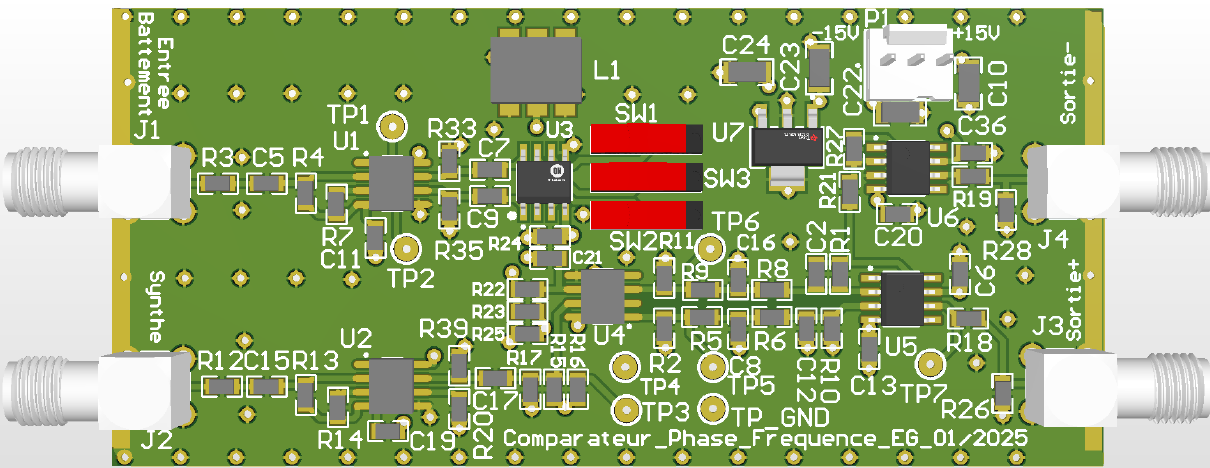 Entree
Battement
J1
R3
C5
R4
TP1
U1
R7
C11
TP2
R33
R35
C7
C9
U3
L1
SW1
SW3
SW2
U7
C24
C23
-15V
P1
+15V
C22
C10
Sortie-
C36
R27
R21
R19
U6
C20
R28
J4
TP6
R11
C16
C2
R1
R24
C21
R22
R23
R25
U4
R9
R8
R5
R6
R2
C8
C12
R10
C6
U5
R18
C13
TP7
R26
J3
Sortie+
Synthe
J2
R12
C15
R13
U2
R14
C19
R39
R20
C17
R17
R15
R16
TP4
TP3
TP5
TP_GND
Comparateur_Phase_Frequence_EG_01/2025
ON